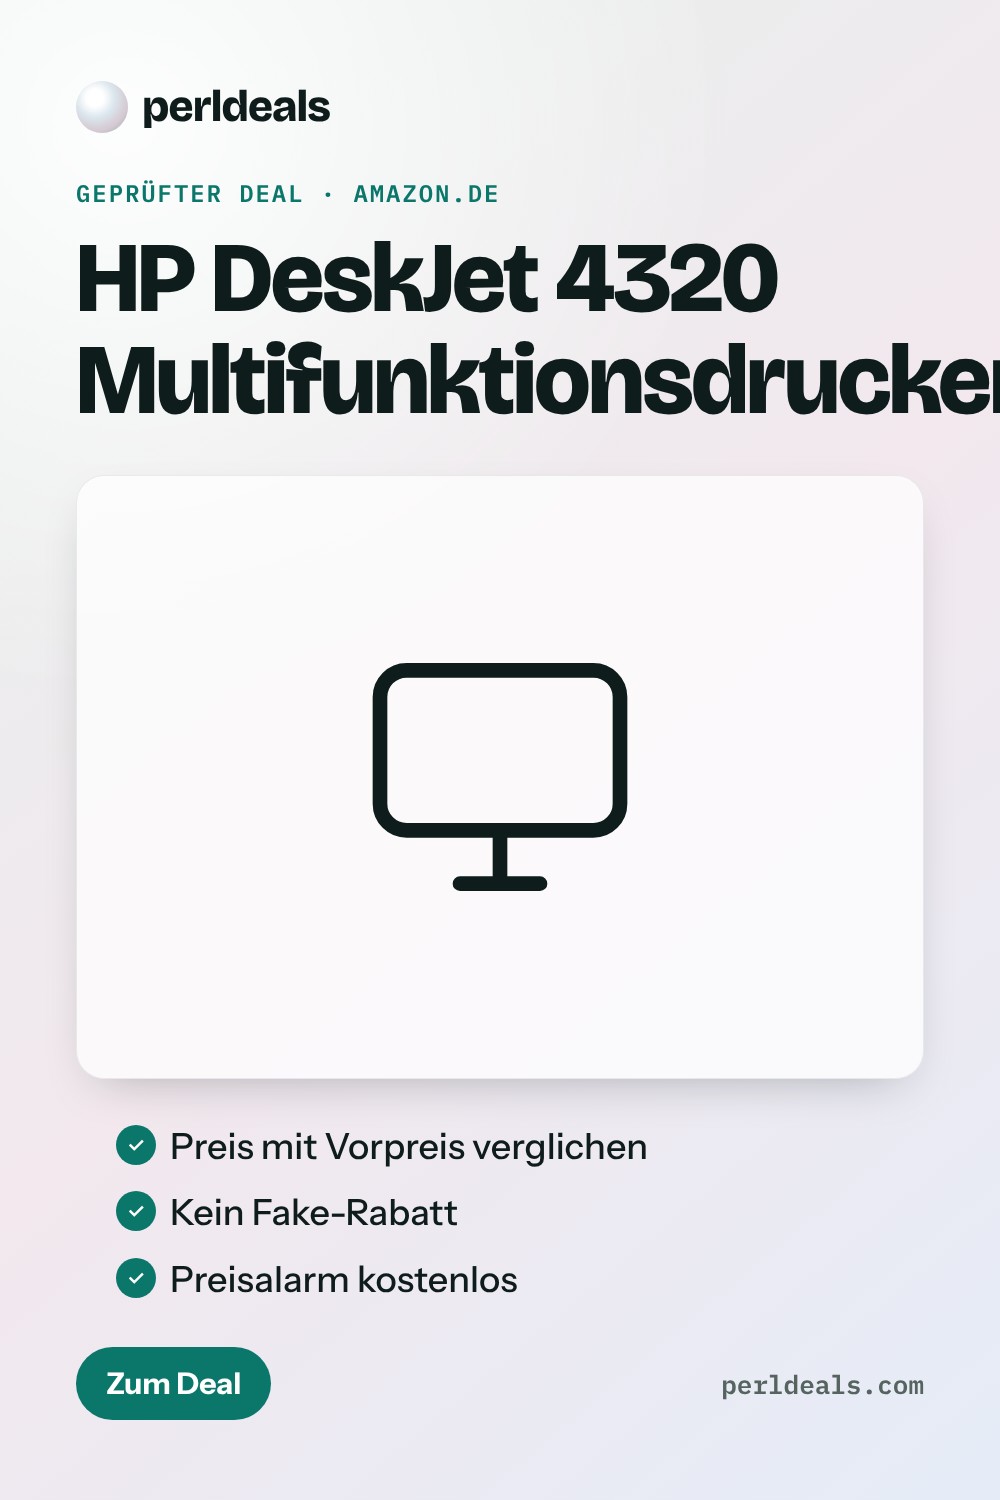 perldeals
GEPRÜFTER DEAL · AMAZON.DE
HP DeskJet 4320
Multifunktionsdrucker
Preis mit Vorpreis verglichen
Kein Fake-Rabatt
Preisalarm kostenlos
Zum Deal
perldeals.com